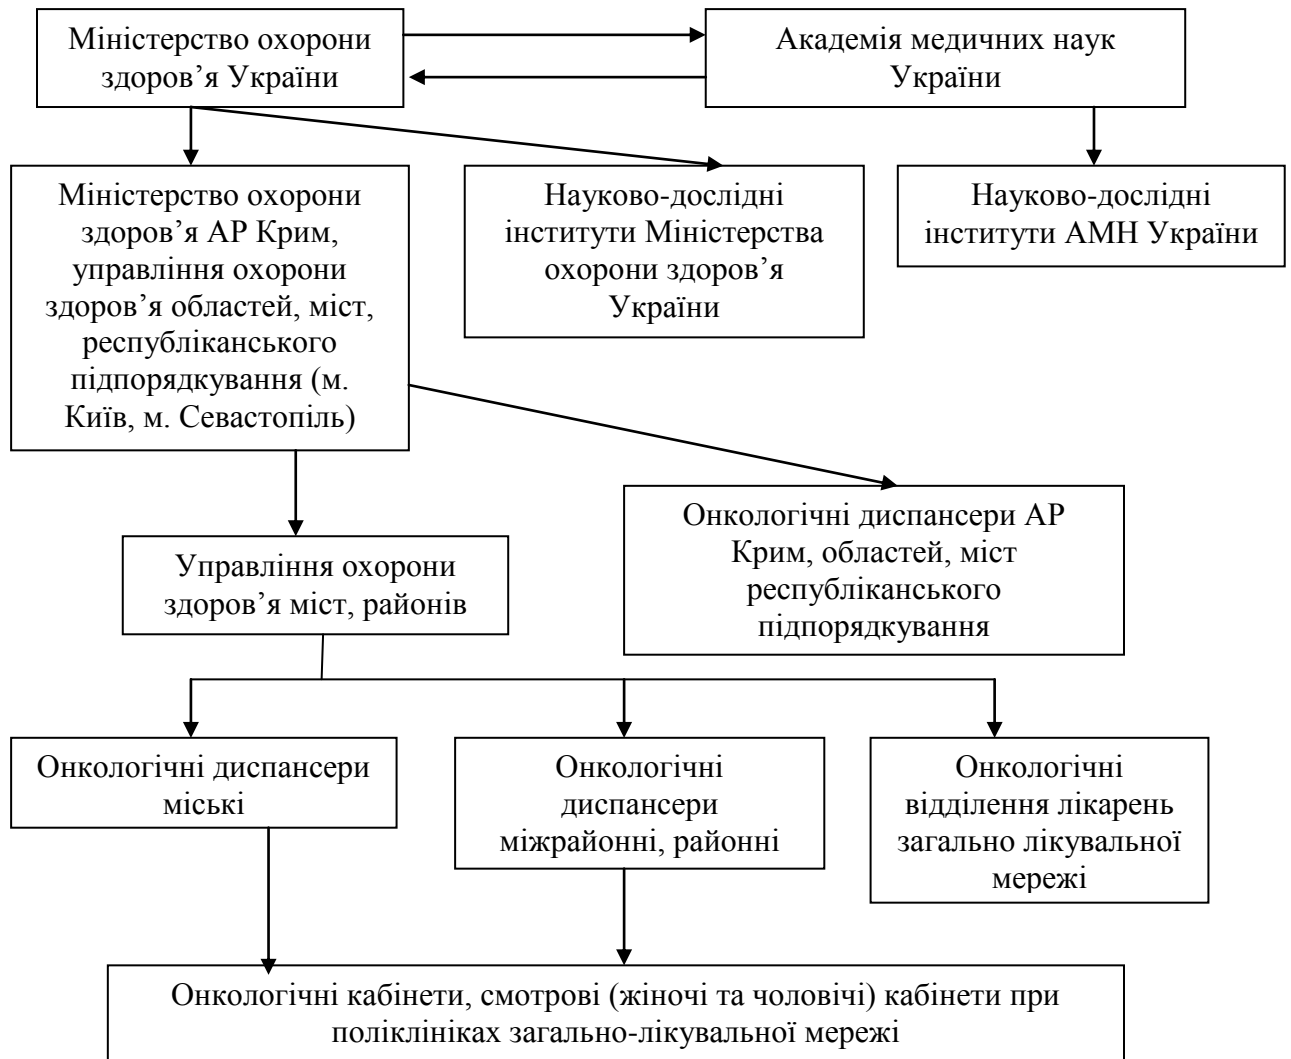 Міністерство охорони
здоров’я України
Академія медичних наук
України
Міністерство охорони
здоров’я АР Крим,
управління охорони
здоров’я областей, міст,
республіканського
підпорядкування (м.
Київ, м. Севастопіль)
Науково-дослідні
інститути Міністерства
охорони здоров’я
України
Науково-дослідні
інститути АМН України
Управління охорони
здоров’я міст, районів
Онкологічні диспансери АР
Крим, областей, міст
республіканського
підпорядкування
Онкологічні диспансери
міські
Онкологічні
диспансери
міжрайонні, районні
Онкологічні
відділення лікарень
загально лікувальної
мережі
Онкологічні кабінети, смотрові (жіночі та чоловічі) кабінети при
поліклініках загально-лікувальної мережі